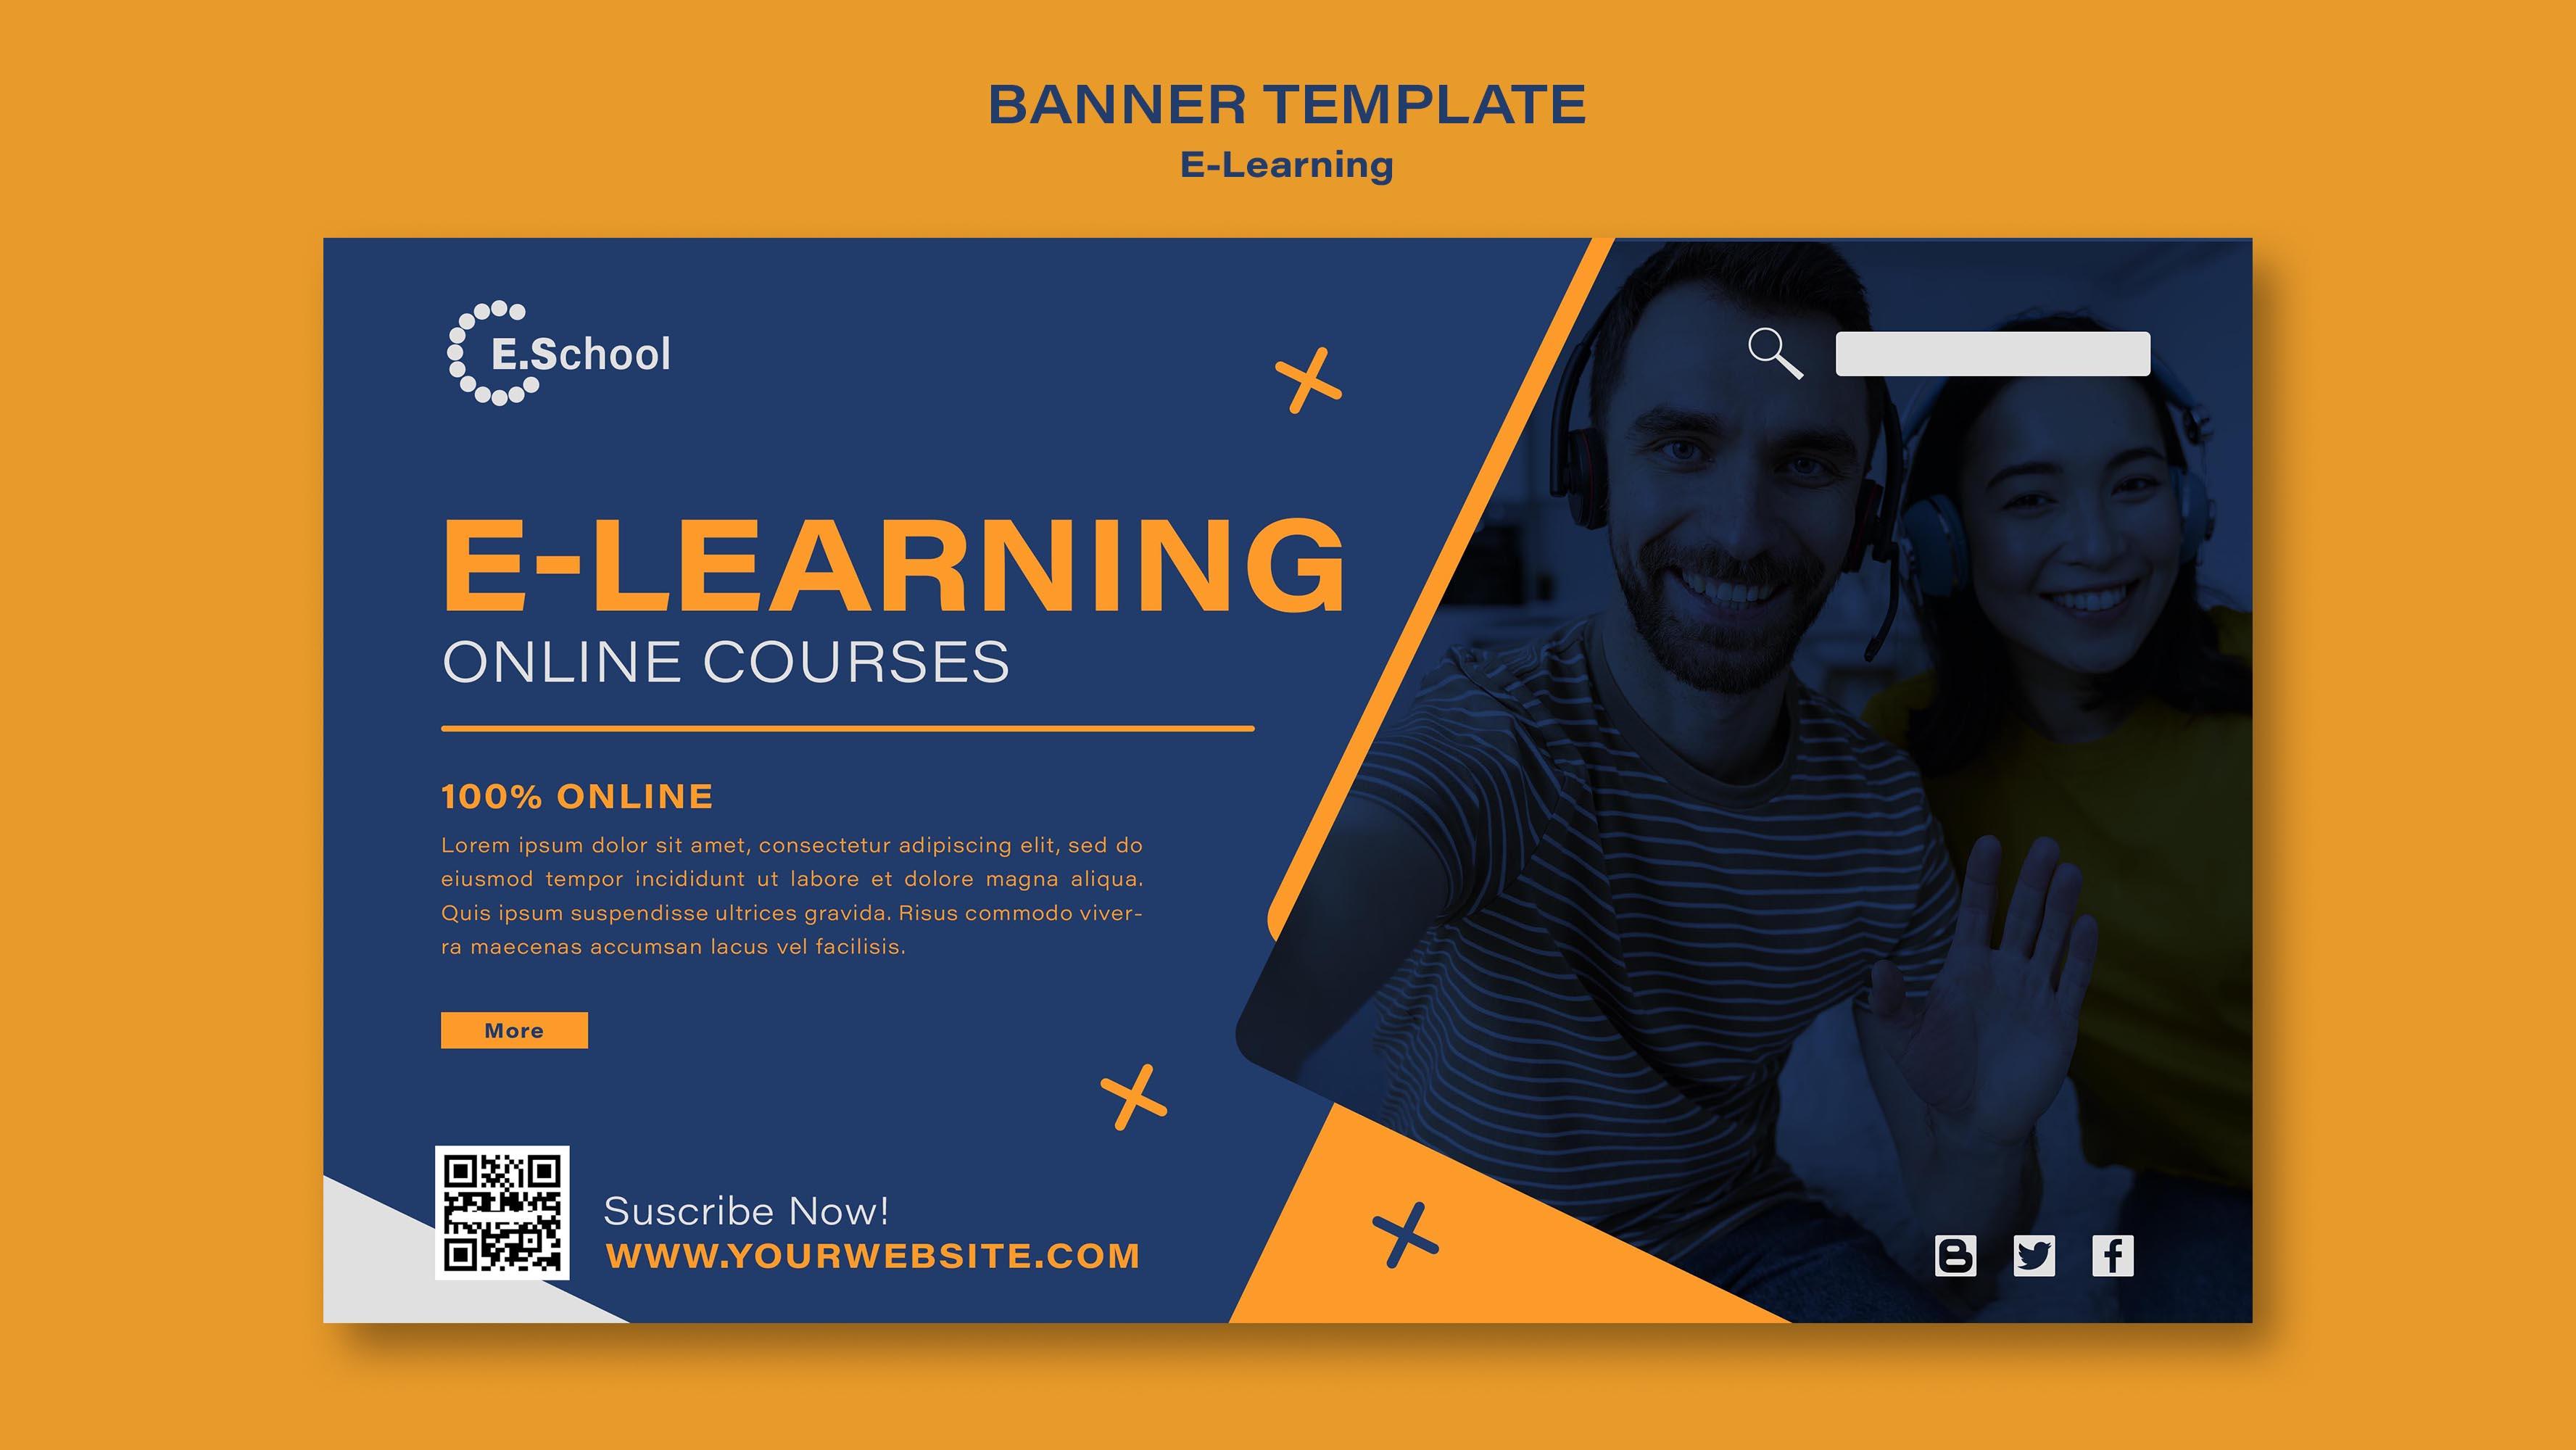 BANNER TEMPLATE
E-Learning
E.School
E-LEARNING
ONLINE COURSES
100% ONLINE
Lorem ipsum dolor sit amet, consectetur adipiscing elit, sed do
eiusmod tempor incididunt ut labore et dolore magna aliqua.
Quis ipsum suspendisse ultrices gravida. Risus commodo viver-
ra maecenas accumsan lacus vel facilisis.
More
Suscribe Now!
WWW.YOURWEBSITE.COM